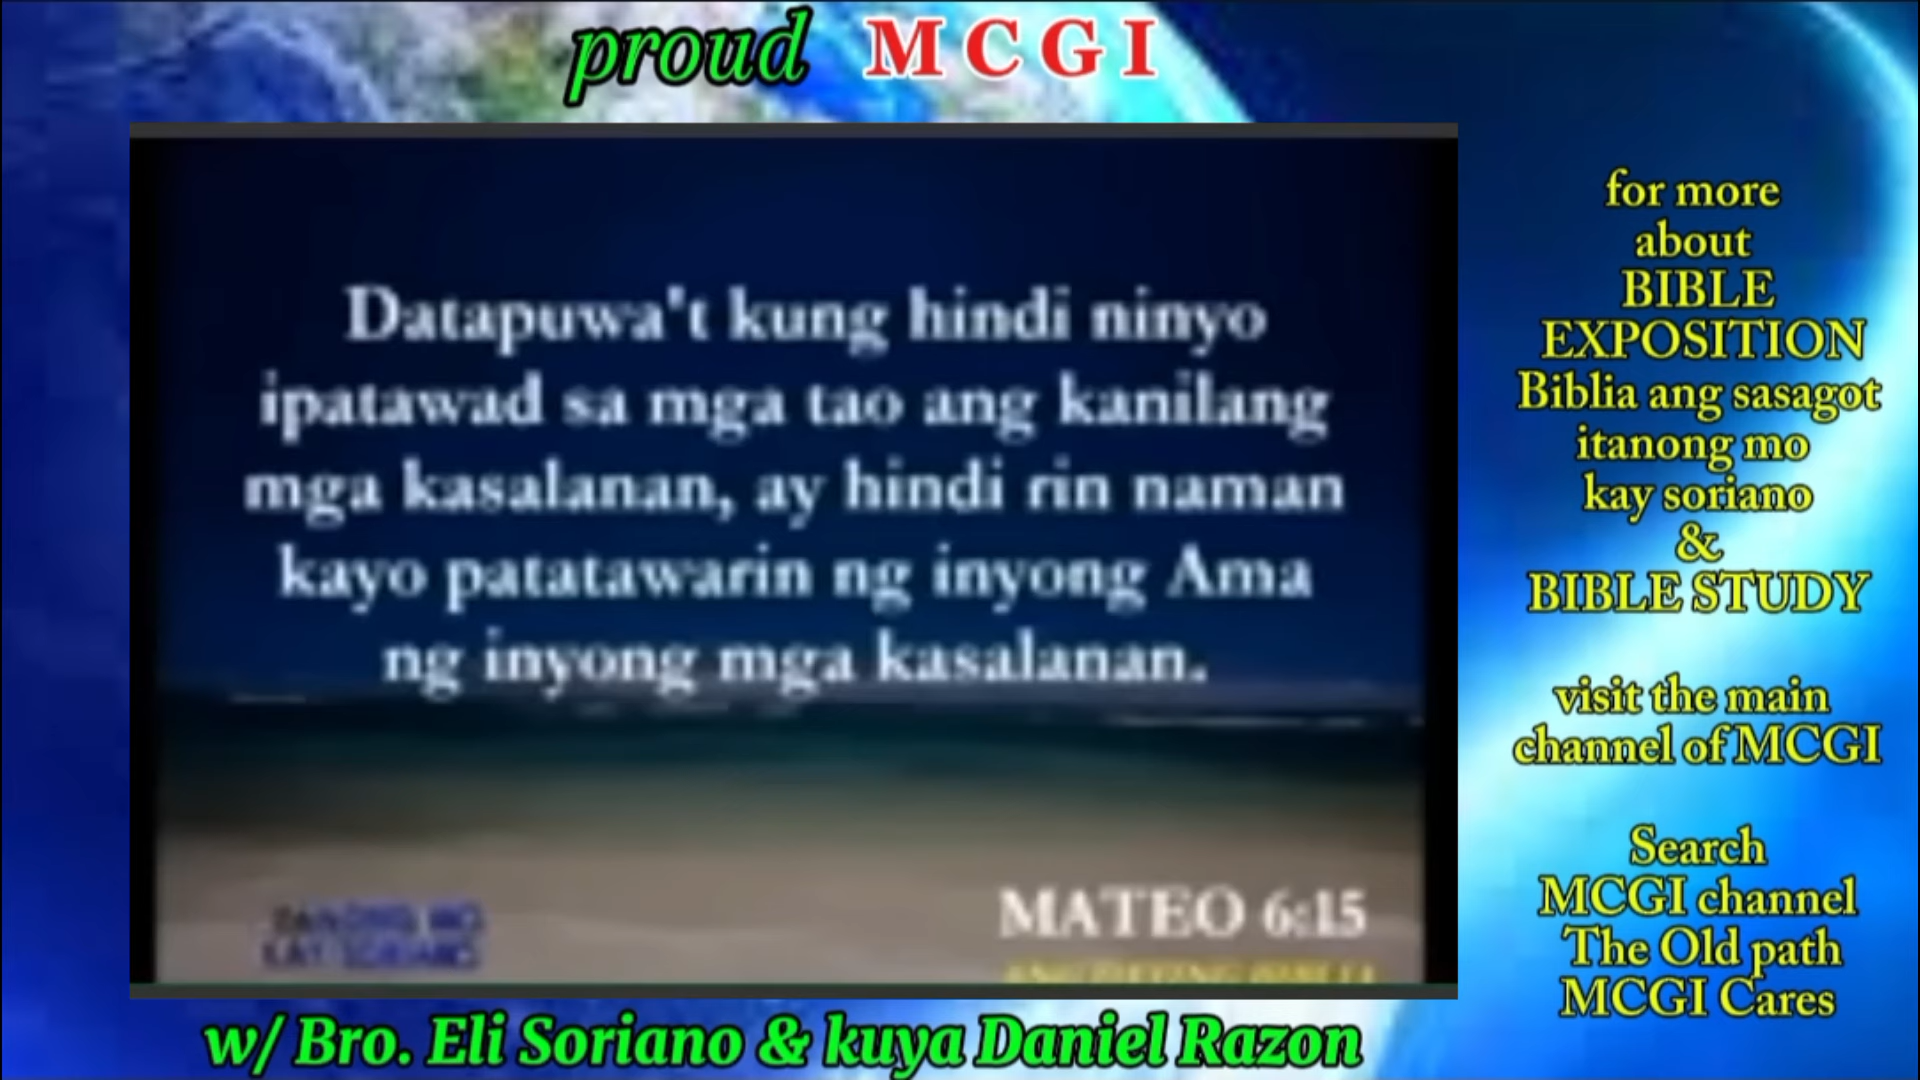 proud MCGI
Datapuwa't kung hindi ninyo
ipatawad sa mga tao ang kanilang
mga kasalanan, ay hindi rin naman
kayo patatawarin ng inyong Ama
ng inyong mga kasalanan.
MATEO 6:15
KAY SORIANO
w/ Bro. Eli Soriano & kuya Daniel Razon
for more
about
BIBLE
EXPOSITION
Biblia ang sasagot
itanong mo
kay soriano
&
BIBLE STUDY
visit the main
channel of MCGI
Search
MCGI channel
The Old path
MCGI Cares